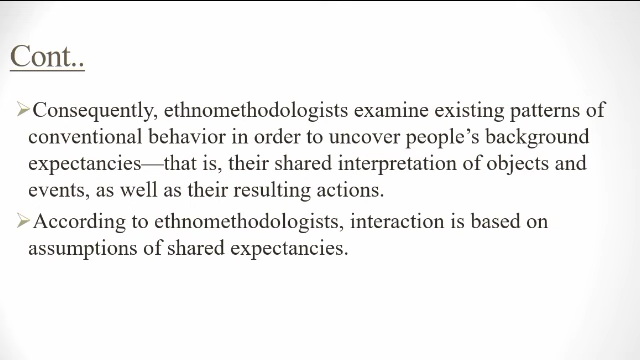 Cont..
➢Consequently, ethnomethodologists examine existing patterns of
conventional behavior in order to uncover people’s background
expectancies—that is, their shared interpretation of objects and
events, as well as their resulting actions.
➢According to ethnomethodologists, interaction is based on
assumptions of shared expectancies.